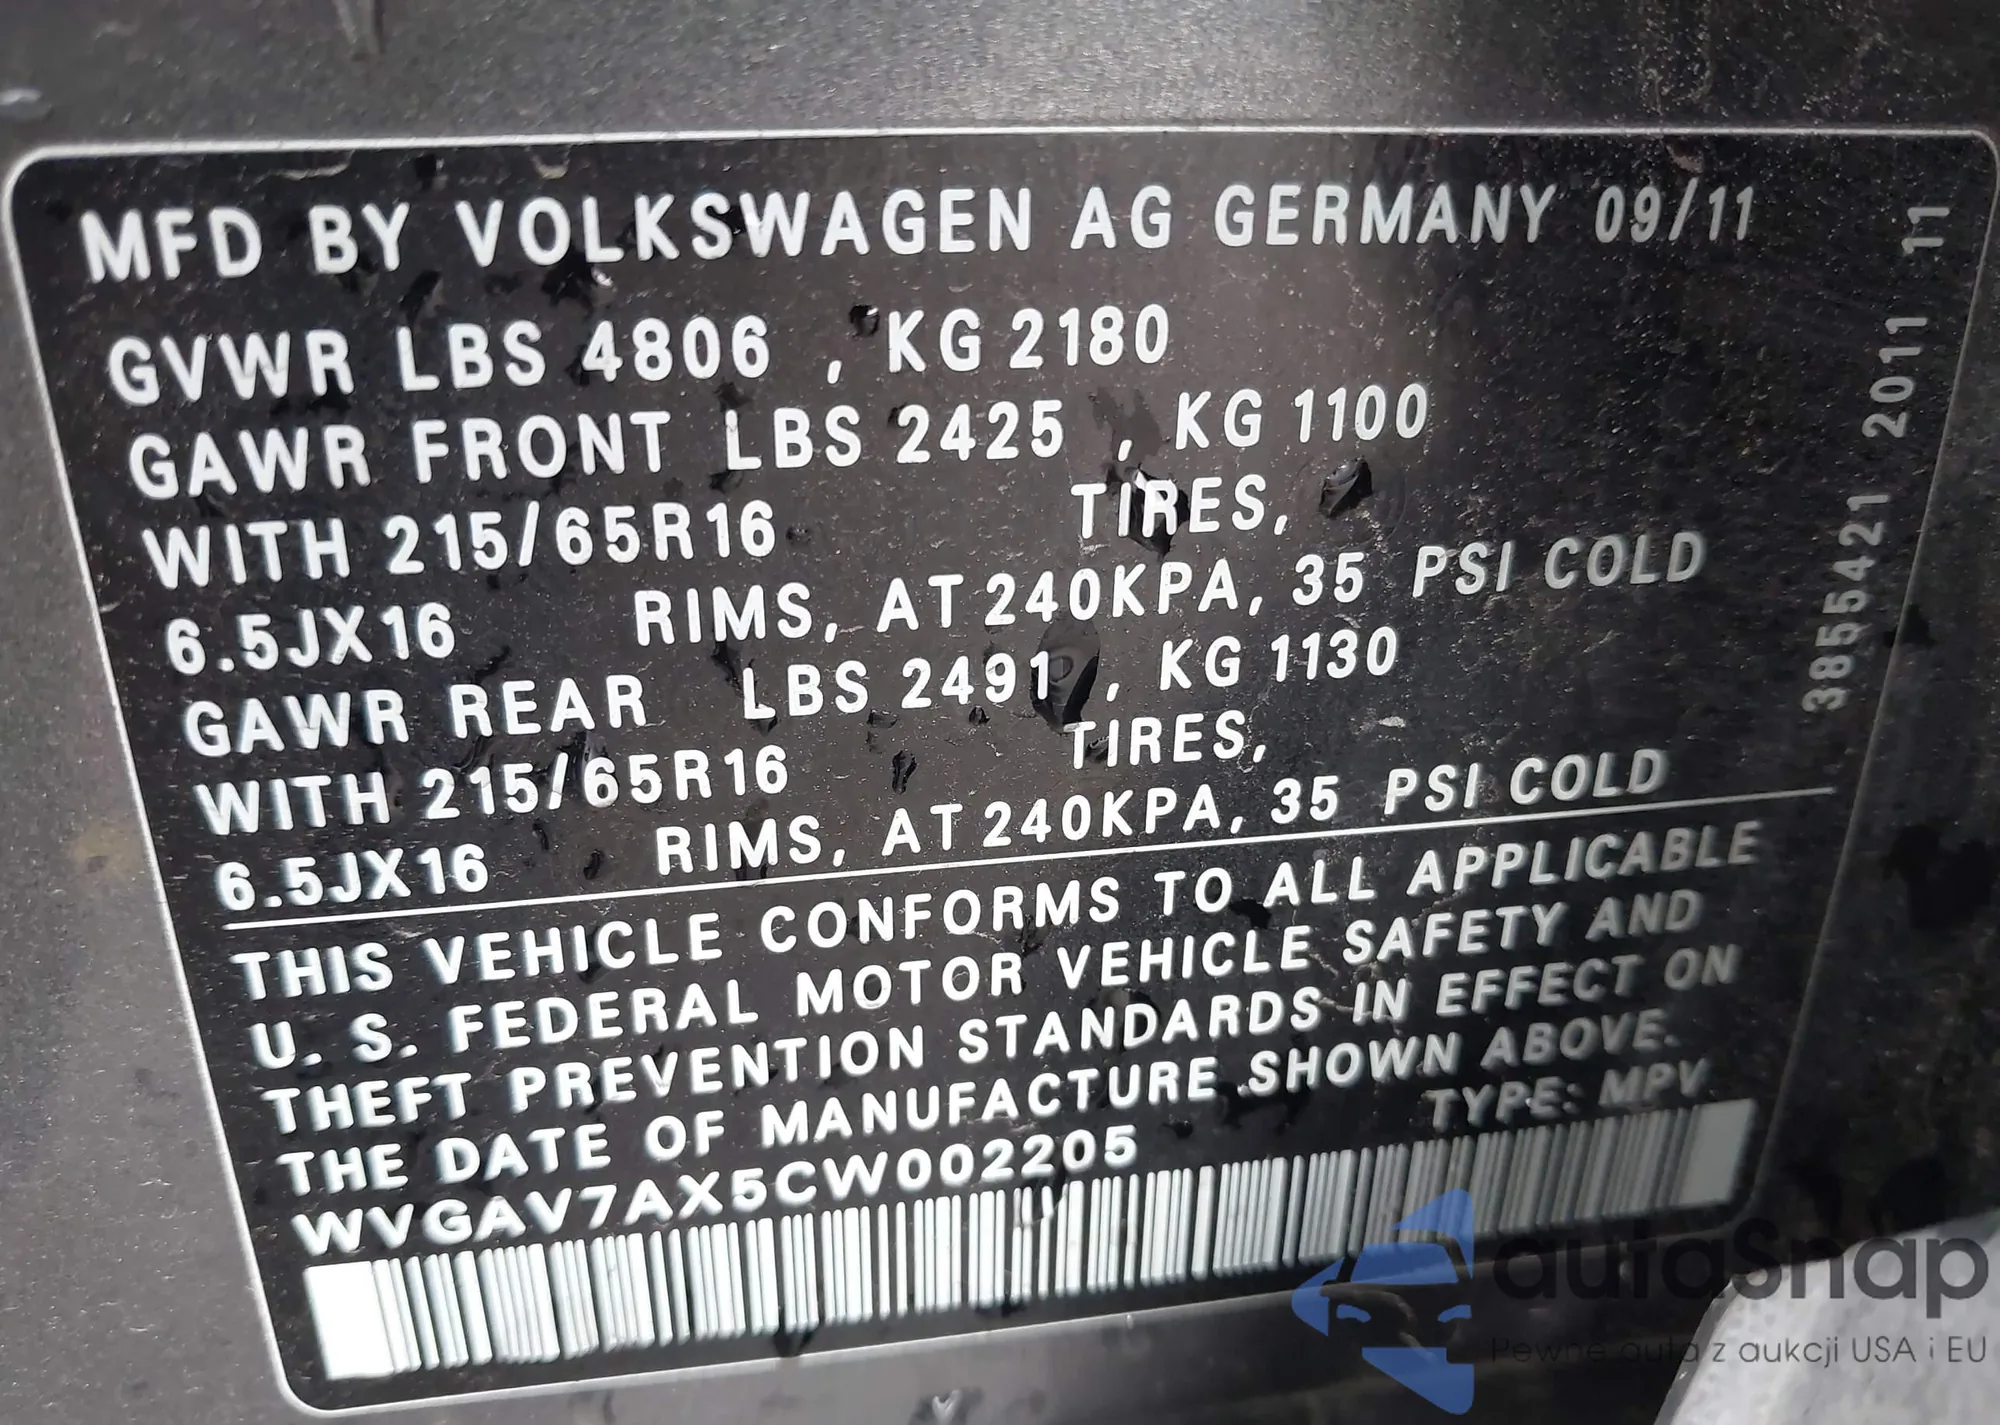 MFD BY VOLKSWAGEN AG GERMANY 09/11
GVWR LBS 4806 , KG 2180
GAWR FRONT LBS 2425 , KG 1100
WITH 215/65R16 TIRES,
6.5JX16 RIMS, AT 240KPA, 35 PSI COLD
GAWR REAR LBS 2491 , KG 1130
WITH 215/65R16 TIRES,
6.5JX16 RIMS, AT 240KPA, 35 PSI COLD
THIS VEHICLE CONFORMS TO ALL APPLICABLE
U. S. FEDERAL MOTOR VEHICLE SAFETY AND
THEFT PREVENTION STANDARDS IN EFFECT ON
THE DATE OF MANUFACTURE SHOWN ABOVE.
WVGAV7AX5CW002205 TYPE: MPV
3855421 2011 11
autaSnap
Pewne auta z aukcji USA i EU